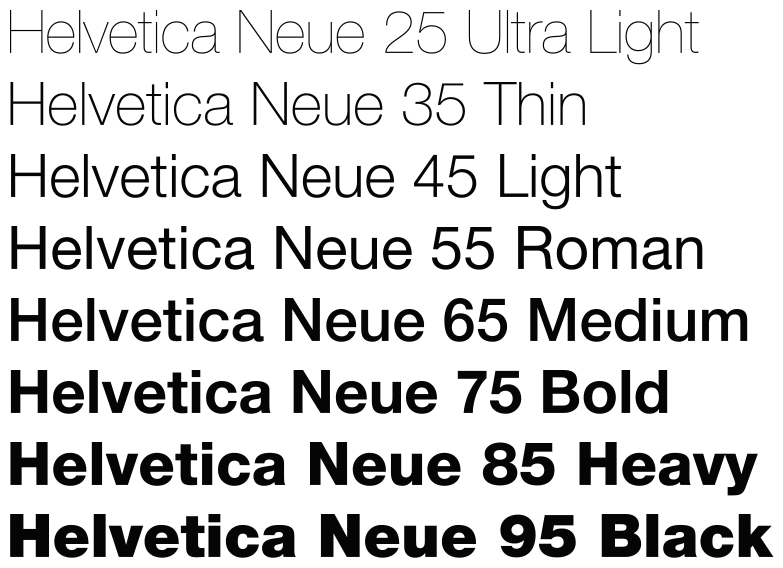 Helvetica Neue 25 Ultra Light
Helvetica Neue 35 Thin
Helvetica Neue 45 Light
Helvetica Neue 55 Roman
Helvetica Neue 65 Medium
Helvetica Neue 75 Bold
Helvetica Neue 85 Heavy
Helvetica Neue 95 Black